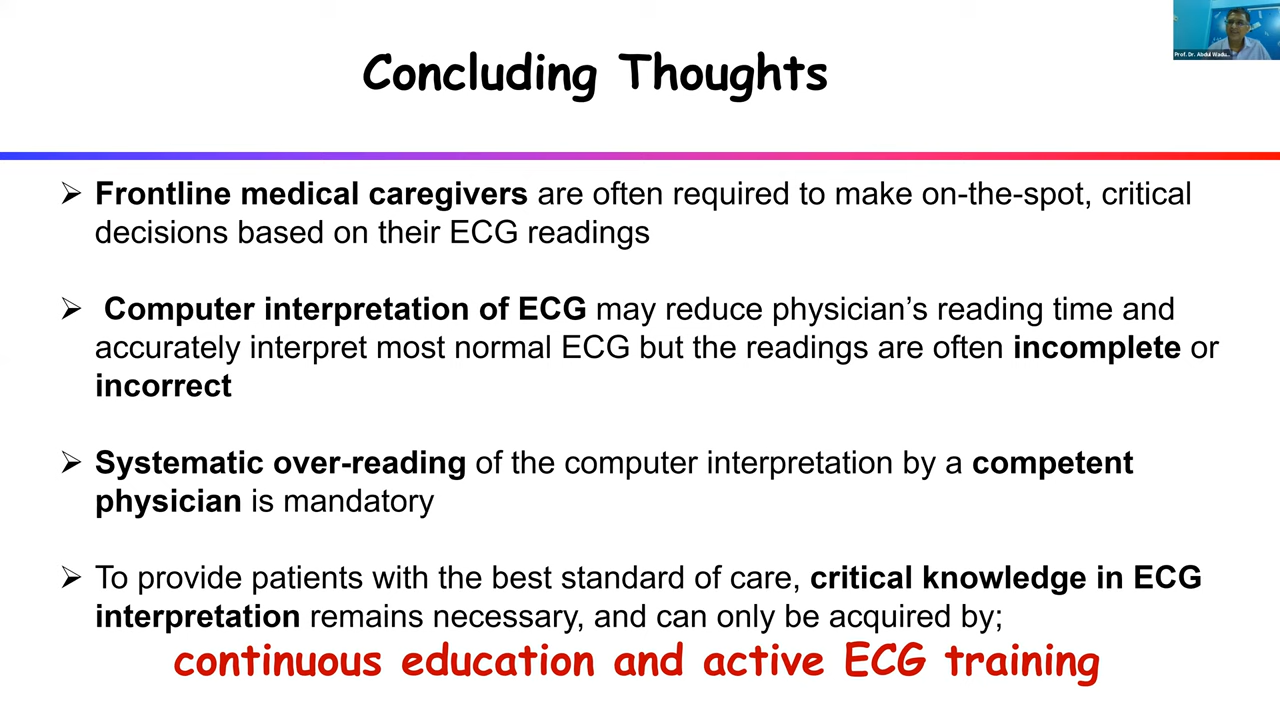 Prof. Dr. Abdul Wadu...
Concluding Thoughts
➢ Frontline medical caregivers are often required to make on-the-spot, critical
decisions based on their ECG readings
➢ Computer interpretation of ECG may reduce physician’s reading time and
accurately interpret most normal ECG but the readings are often incomplete or
incorrect
➢ Systematic over-reading of the computer interpretation by a competent
physician is mandatory
➢ To provide patients with the best standard of care, critical knowledge in ECG
interpretation remains necessary, and can only be acquired by;
continuous education and active ECG training